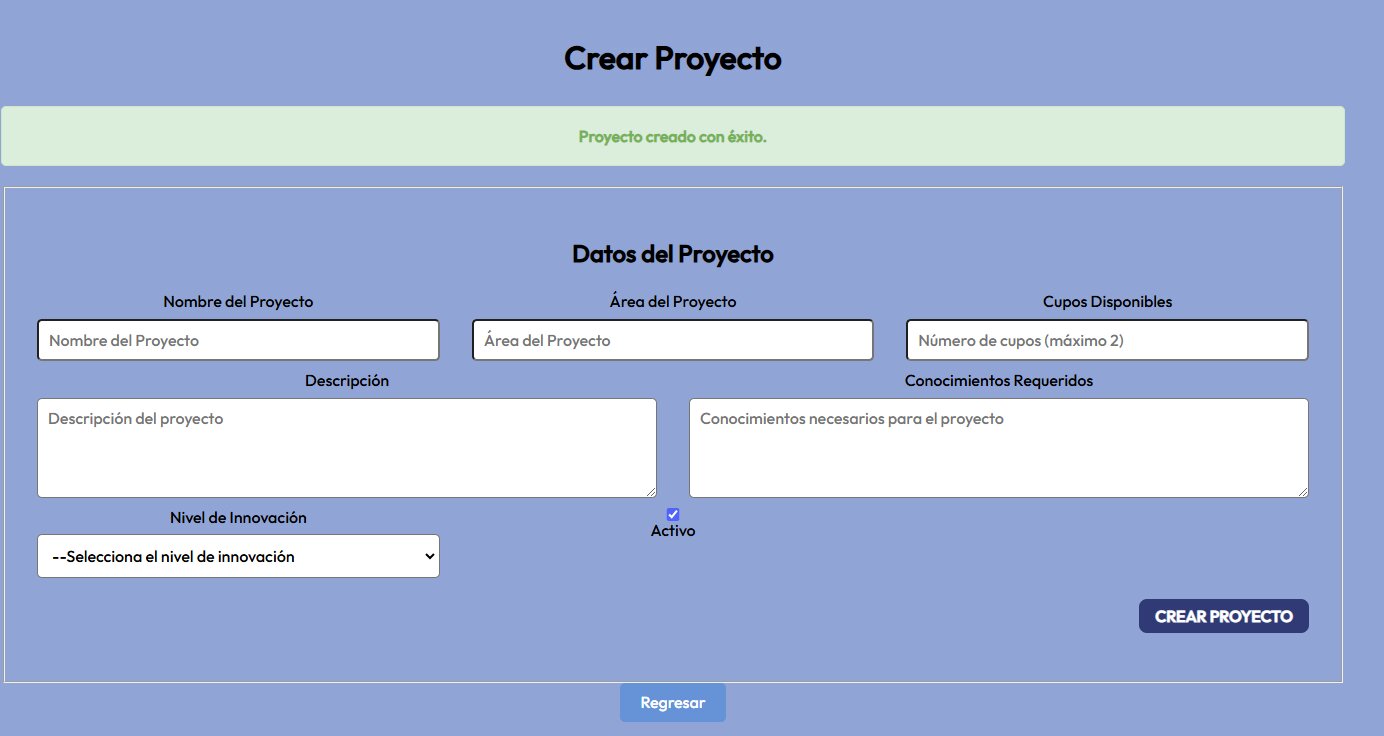 Crear Proyecto
Proyecto creado con éxito.
Datos del Proyecto
Nombre del Proyecto
Área del Proyecto
Cupos Disponibles
Nombre del Proyecto
Área del Proyecto
Número de cupos (máximo 2)
Descripción
Conocimientos Requeridos
Descripción del proyecto
Conocimientos necesarios para el proyecto
Nivel de Innovación
Activo
--Selecciona el nivel de innovación
CREAR PROYECTO
Regresar